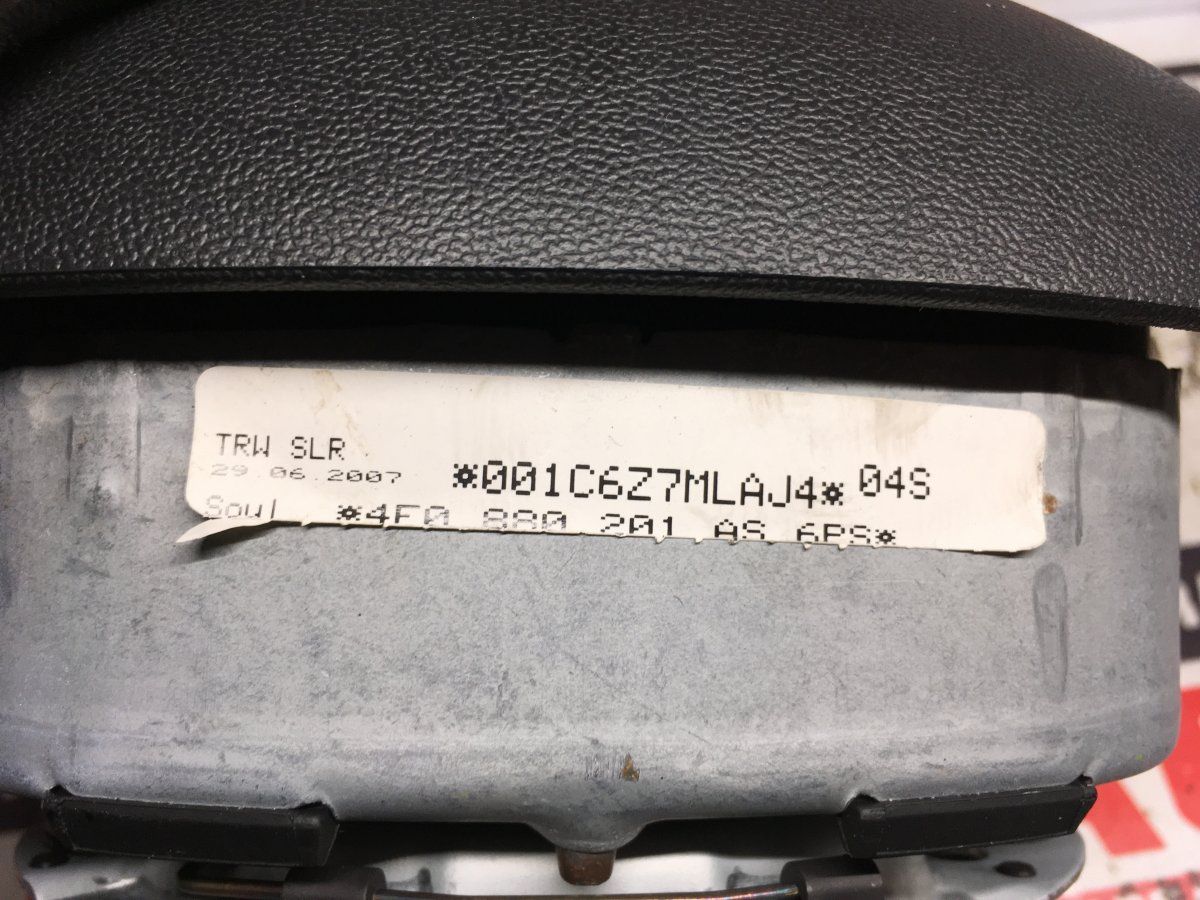 TRW SLR
29.06.2007
*001C6Z7MLAJ4* 04S
Soul *4F0 880 201 AS 6PS*